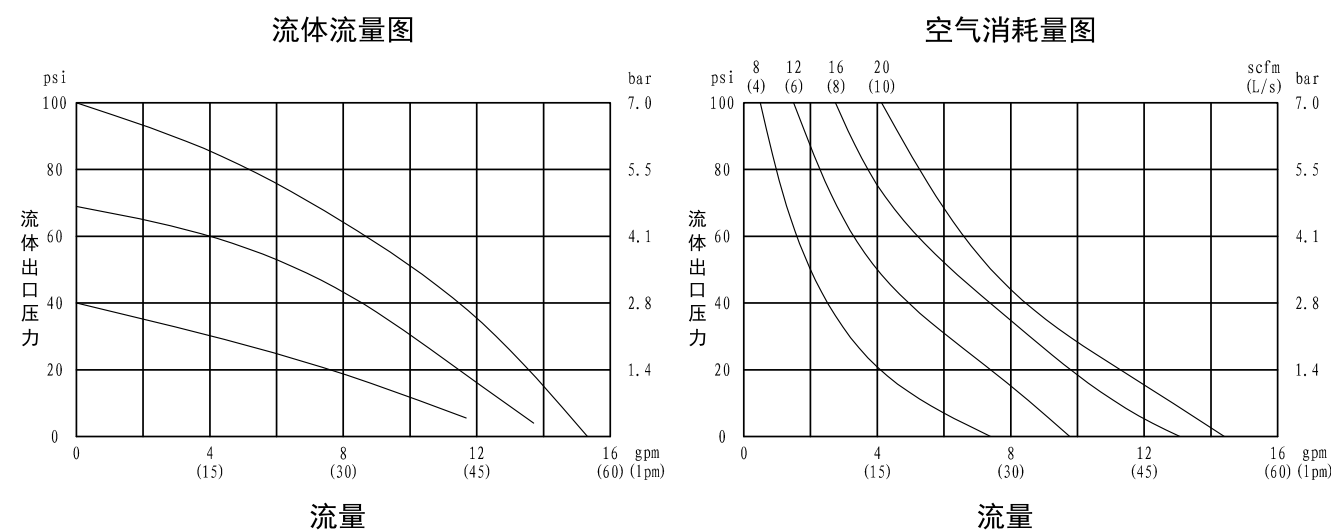 流体流量图
psi
bar
100
7.0
80
5.5
60
4.1
40
2.8
20
1.4
0
流体出口压力
0 4 8 12 16 gpm
(15) (30) (45) (60) (lpm)
流量
空气消耗量图
8 12 16 20 scfm
psi (4) (6) (8) (10) (L/s) bar
100
7.0
80
5.5
60
4.1
40
2.8
20
1.4
0
流体出口压力
0 4 8 12 16 gpm
(15) (30) (45) (60) (lpm)
流量